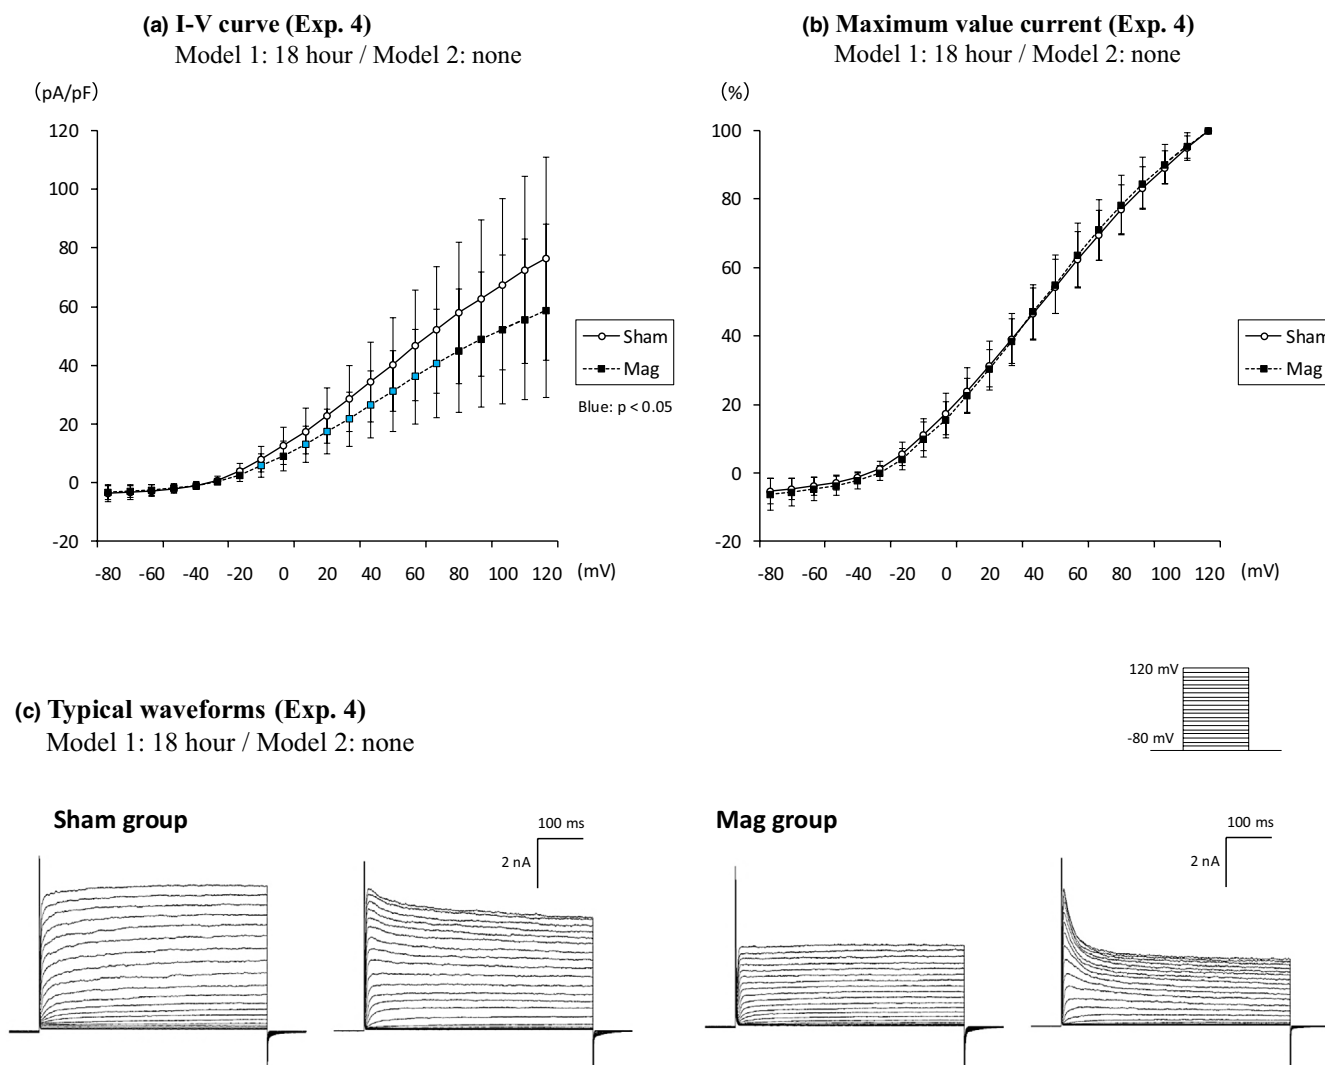 (a) I-V curve (Exp. 4)
Model 1: 18 hour / Model 2: none
(pA/pF)
120
100
80
60
40
20
0
-20
-80 -60 -40 -20 0 20 40 60 80 100 120 (mV)
Sham
Mag
Blue: p < 0.05
(b) Maximum value current (Exp. 4)
Model 1: 18 hour / Model 2: none
(%)
100
80
60
40
20
0
-20
-80 -60 -40 -20 0 20 40 60 80 100 120 (mV)
Sham
Mag
120 mV
-80 mV
(c) Typical waveforms (Exp. 4)
Model 1: 18 hour / Model 2: none
Sham group
100 ms
2 nA
Mag group
100 ms
2 nA